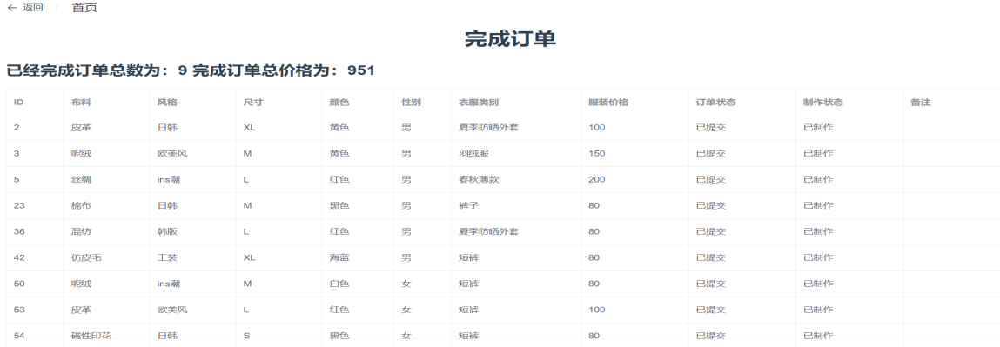 ← 返回 首页
完成订单
已经完成订单总数为：9 完成订单总价格为：951
ID 布料 风格 尺寸 颜色 性别 衣服类别 服装价格 订单状态 制作状态 备注
2 皮革 日韩 XL 黄色 男 夏季防晒外套 100 已提交 已制作
3 呢绒 欧美风 M 黄色 男 羽绒服 150 已提交 已制作
5 丝绸 ins潮 L 红色 男 春秋薄款 200 已提交 已制作
23 棉布 日韩 M 黑色 男 裤子 80 已提交 已制作
36 混纺 韩版 L 红色 男 夏季防晒外套 80 已提交 已制作
42 仿皮毛 工装 XL 海蓝 男 短裤 80 已提交 已制作
50 呢绒 ins潮 M 白色 女 短裤 80 已提交 已制作
53 皮革 欧美风 L 红色 女 短裤 100 已提交 已制作
54 磁性印花 日韩 S 黑色 女 短裤 80 已提交 已制作